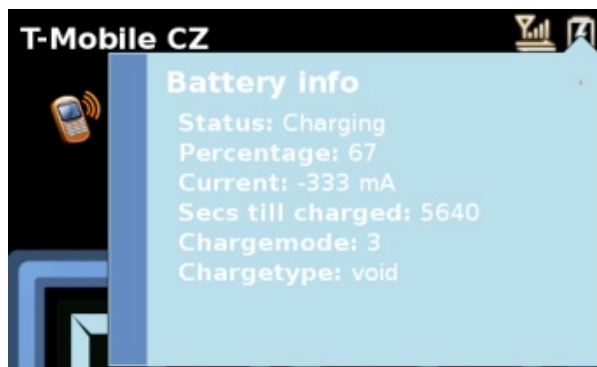 T-Mobile CZ
Battery info
Status: Charging
Percentage: 67
Current: -333 mA
Secs till charged: 5640
Chargemode: 3
Chargetype: void